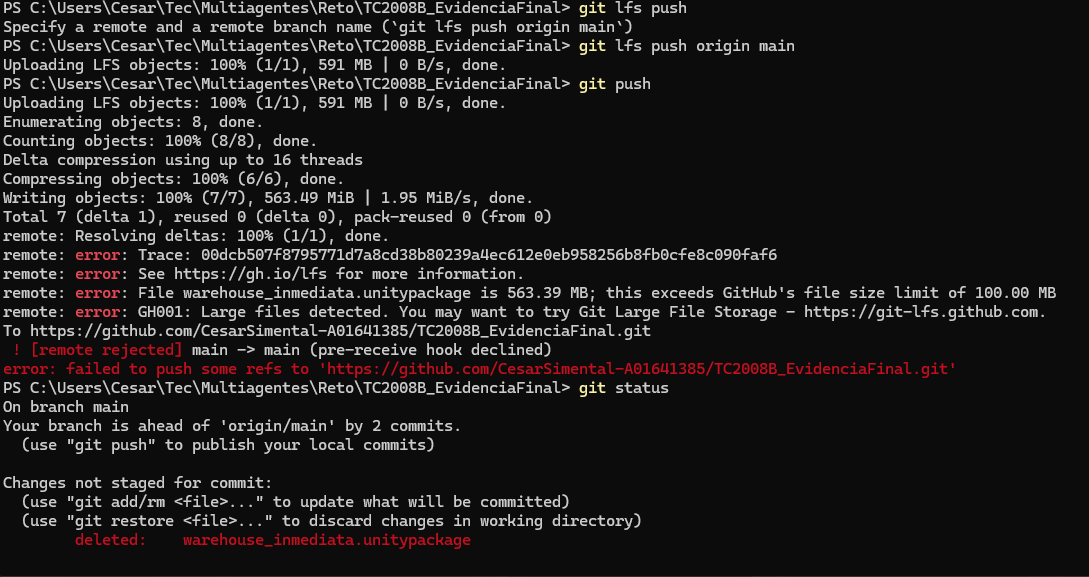 PS C:\Users\Cesar\Tec\Multiagentes\Reto\TC2008B_EvidenciaFinal> git lfs push
Specify a remote and a remote branch name (`git lfs push origin main`)
PS C:\Users\Cesar\Tec\Multiagentes\Reto\TC2008B_EvidenciaFinal> git lfs push origin main
Uploading LFS objects: 100% (1/1), 591 MB | 0 B/s, done.
PS C:\Users\Cesar\Tec\Multiagentes\Reto\TC2008B_EvidenciaFinal> git push
Uploading LFS objects: 100% (1/1), 591 MB | 0 B/s, done.
Enumerating objects: 8, done.
Counting objects: 100% (8/8), done.
Delta compression using up to 16 threads
Compressing objects: 100% (6/6), done.
Writing objects: 100% (7/7), 563.49 MiB | 1.95 MiB/s, done.
Total 7 (delta 1), reused 0 (delta 0), pack-reused 0 (from 0)
remote: Resolving deltas: 100% (1/1), done.
remote: error: Trace: 00dcb507f8795771d7a8cd38b80239a4ec612e0eb958256b8fb0cfe8c090faf6
remote: error: See https://gh.io/lfs for more information.
remote: error: File warehouse_inmediata.unitypackage is 563.39 MB; this exceeds GitHub's file size limit of 100.00 MB
remote: error: GH001: Large files detected. You may want to try Git Large File Storage - https://git-lfs.github.com.
To https://github.com/CesarSimental-A01641385/TC2008B_EvidenciaFinal.git
! [remote rejected] main -> main (pre-receive hook declined)
error: failed to push some refs to 'https://github.com/CesarSimental-A01641385/TC2008B_EvidenciaFinal.git'
PS C:\Users\Cesar\Tec\Multiagentes\Reto\TC2008B_EvidenciaFinal> git status
On branch main
Your branch is ahead of 'origin/main' by 2 commits.
(use "git push" to publish your local commits)
Changes not staged for commit:
(use "git add/rm <file>..." to update what will be committed)
(use "git restore <file>..." to discard changes in working directory)
deleted: warehouse_inmediata.unitypackage